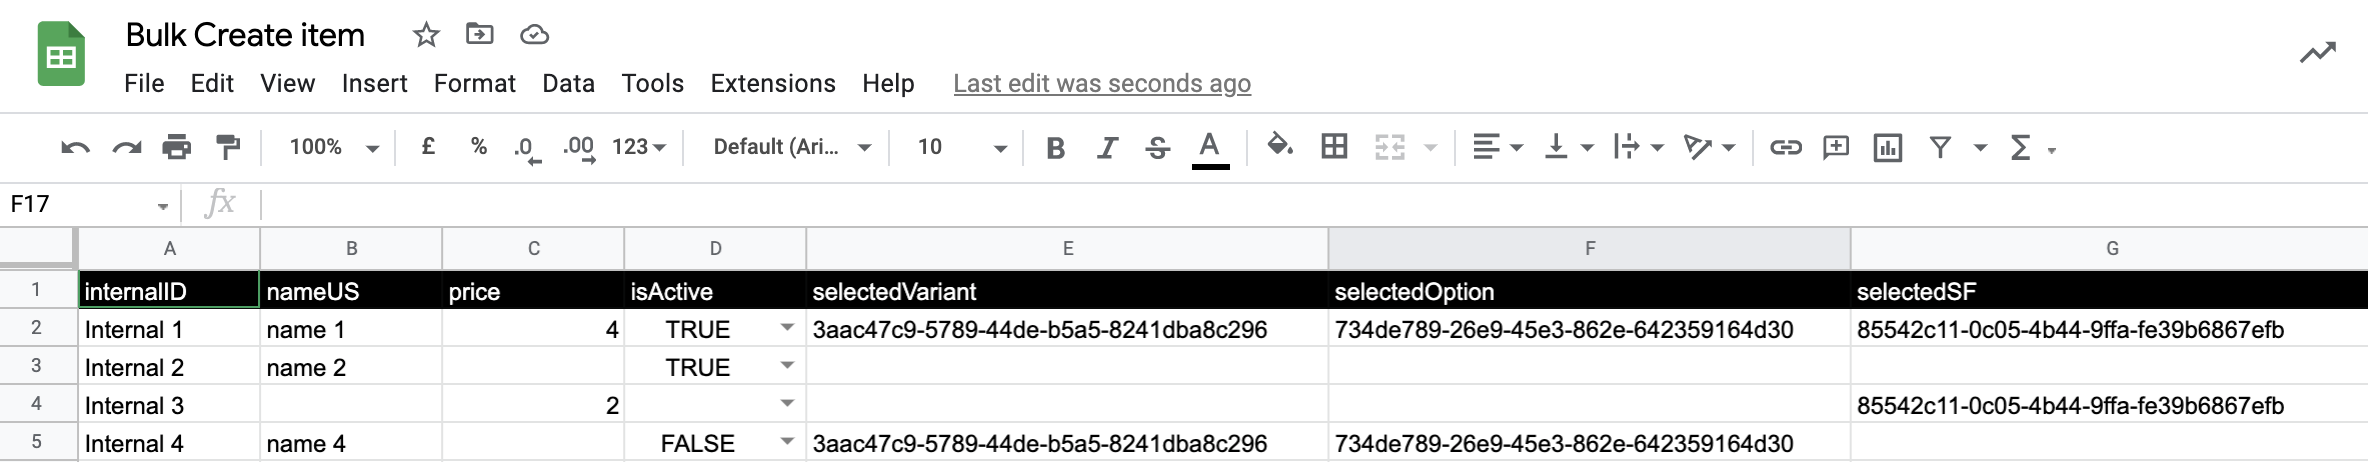 Bulk Create item
File Edit View Insert Format Data Tools Extensions Help Last edit was seconds ago
100% £ % .0 .00 123 Default (Ari... 10 B I S A Σ
F17 fx
A B C D E F G
1 internalID nameUS price isActive selectedVariant selectedOption selectedSF
2 Internal 1 name 1 4 TRUE 3aac47c9-5789-44de-b5a5-8241dba8c296 734de789-26e9-45e3-862e-642359164d30 85542c11-0c05-4b44-9ffa-fe39b6867efb
3 Internal 2 name 2 TRUE
4 Internal 3 2 85542c11-0c05-4b44-9ffa-fe39b6867efb
5 Internal 4 name 4 FALSE 3aac47c9-5789-44de-b5a5-8241dba8c296 734de789-26e9-45e3-862e-642359164d30